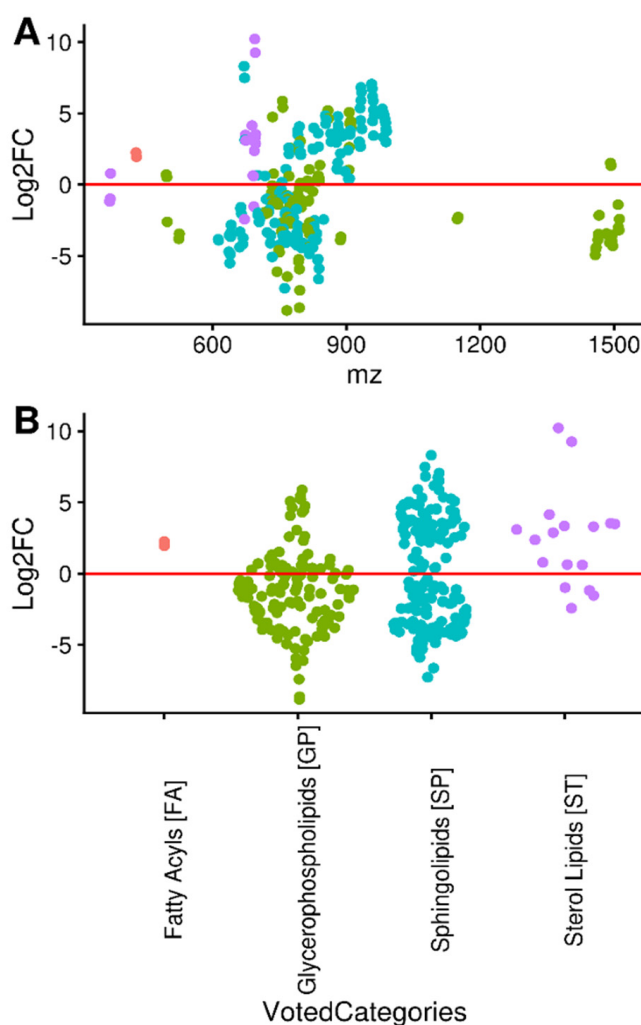 A
10
5
0
-5
Log2FC
600
900
1200
1500
mz
B
10
5
0
-5
Log2FC
Fatty Acyls [FA]
Glycerophospholipids [GP]
Sphingolipids [SP]
Sterol Lipids [ST]
VotedCategories